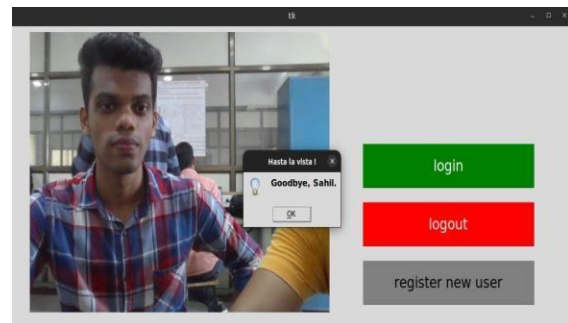 tk
Hasta la vista !
Goodbye, Sahil.
OK
login
logout
register new user